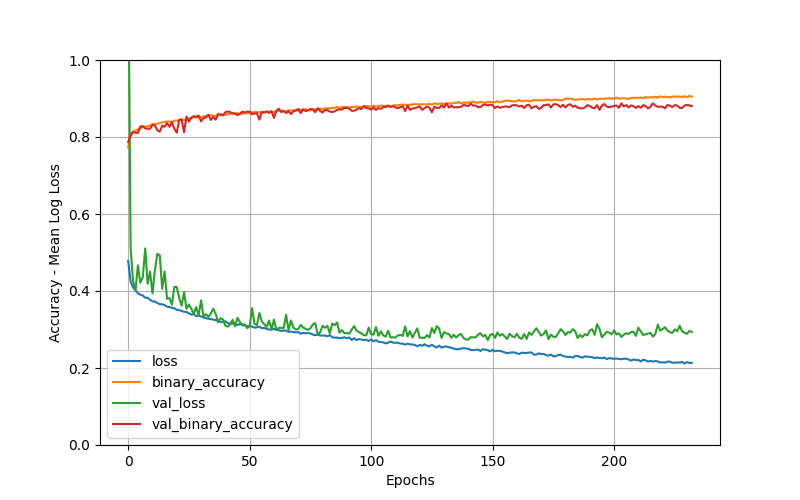 1.0
0.8
0.6
0.4
0.2
0.0
Accuracy - Mean Log Loss
loss
binary_accuracy
val_loss
val_binary_accuracy
0 50 100 150 200
Epochs